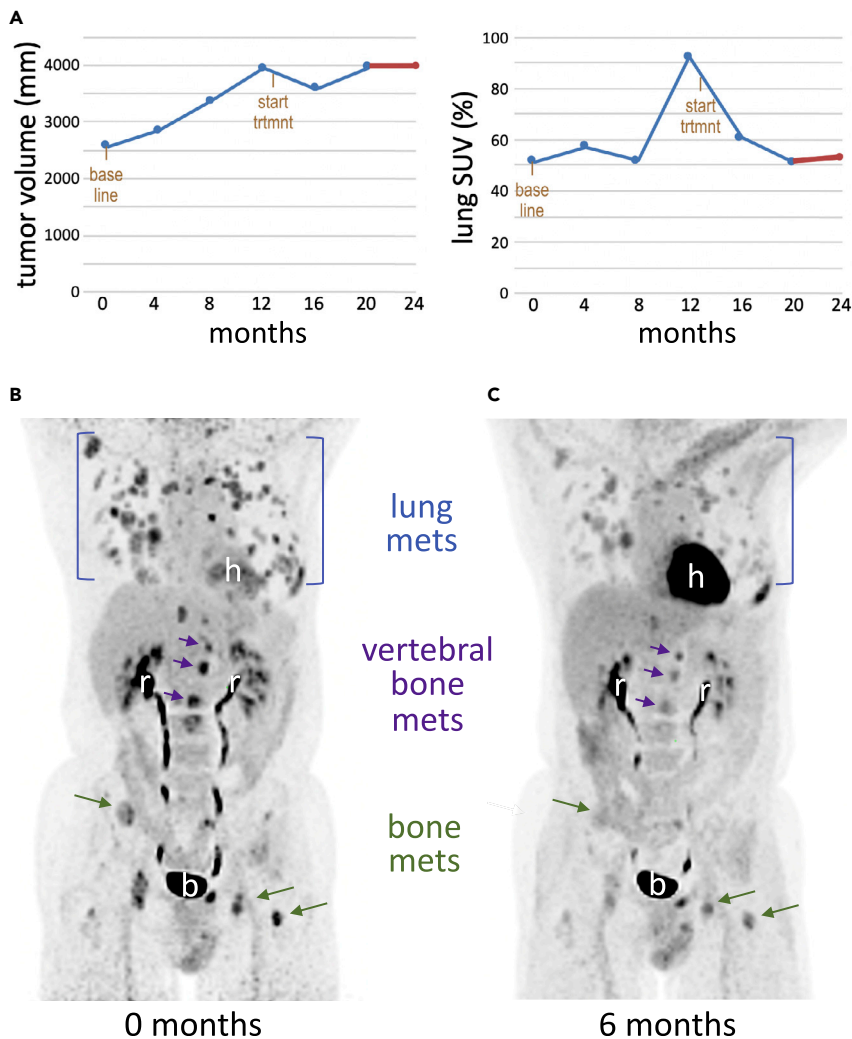 A
tumor volume (mm)
4000
3000
2000
1000
0
base
line
start
trtmnt
0 4 8 12 16 20 24
months
lung SUV (%)
100
80
60
40
20
0
base
line
start
trtmnt
0 4 8 12 16 20 24
months
B
C
lung
mets
h
h
vertebral
bone
mets
r
r
r
r
bone
mets
b
b
0 months
6 months